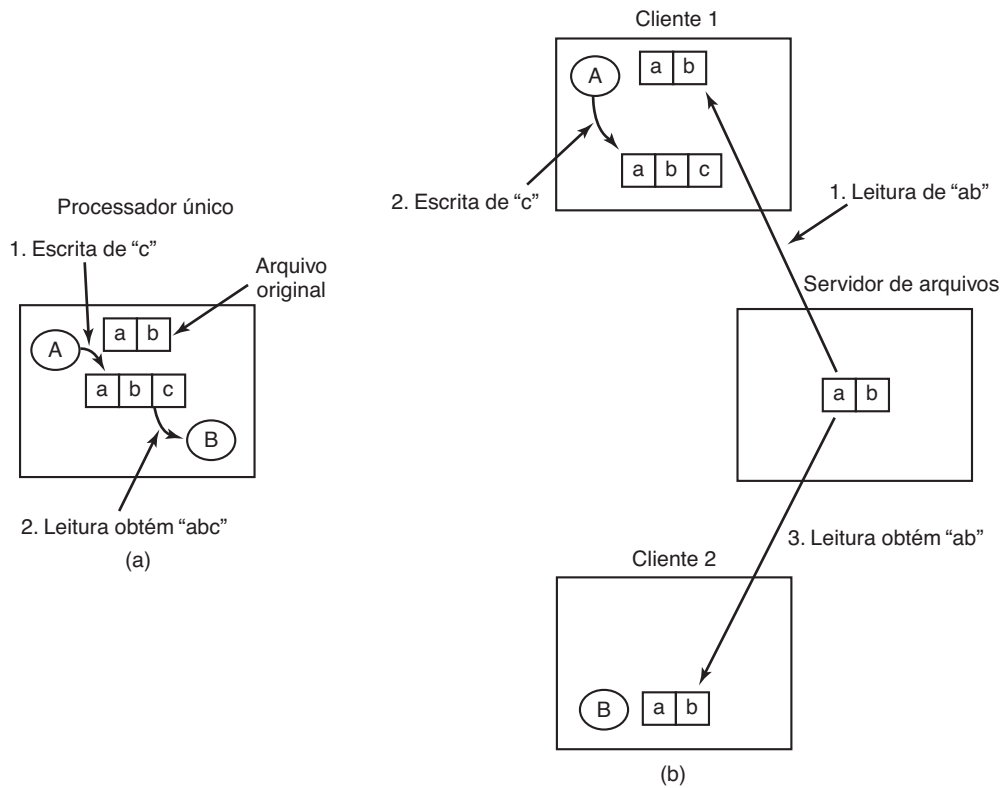 Processador único
1. Escrita de “c”
Arquivo
original
A
a b
a b c
B
2. Leitura obtém “abc”
(a)
Cliente 1
A
a b
a b c
2. Escrita de “c”
1. Leitura de “ab”
Servidor de arquivos
a b
3. Leitura obtém “ab”
Cliente 2
B
a b
(b)